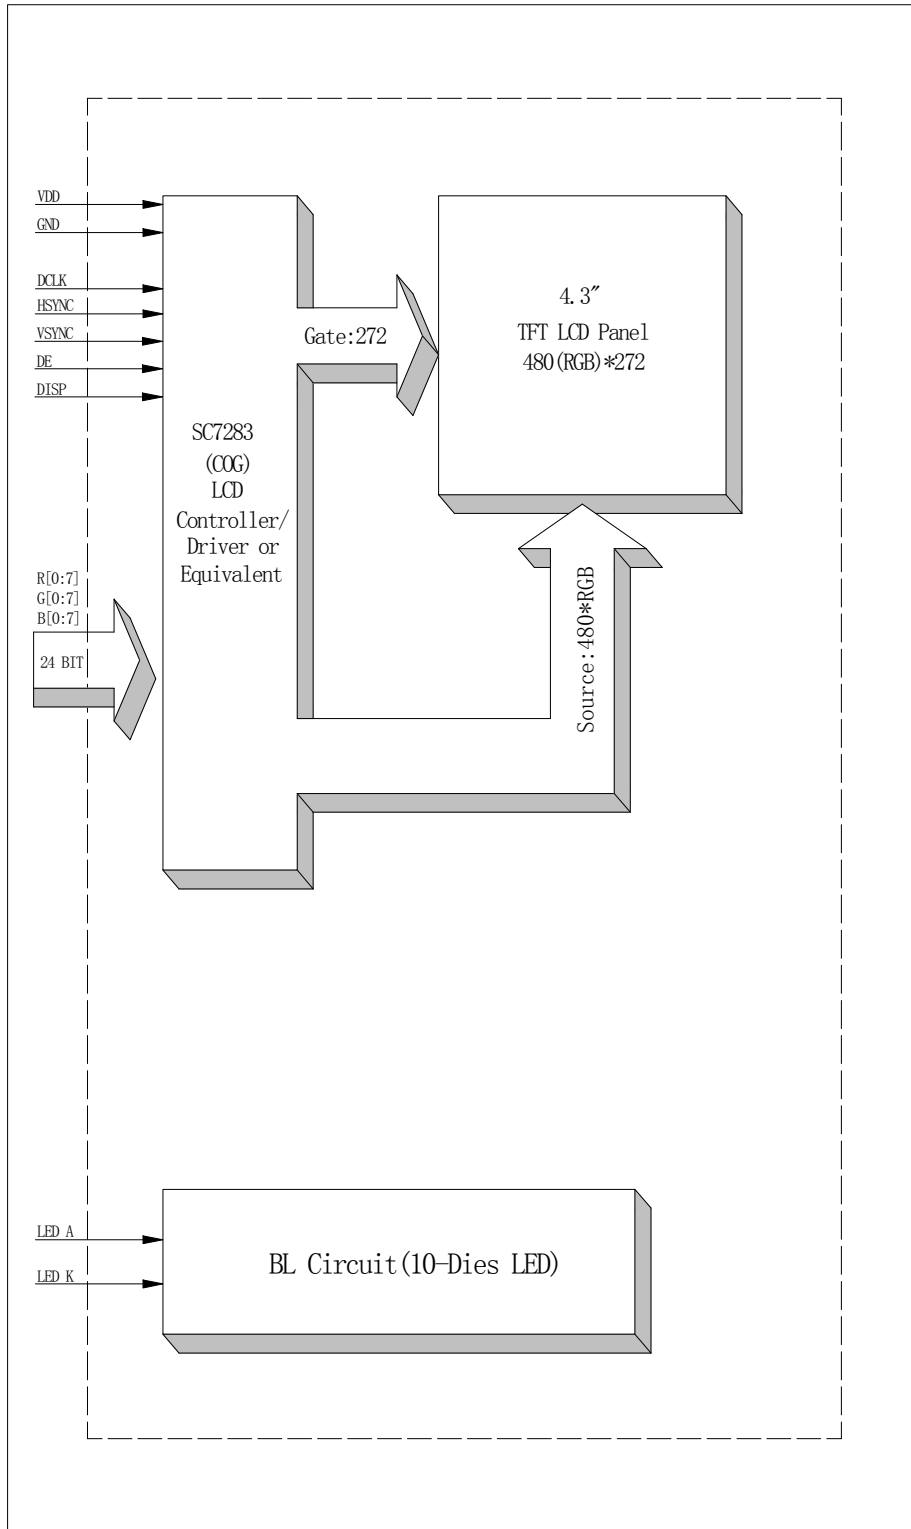 VDD
GND
DCLK
HSYNC
VSYNC
DE
DISP
Gate:272
4.3″
TFT LCD Panel
480(RGB)*272
SC7283
(COG)
LCD
Controller/
Driver or
Equivalent
R[0:7]
G[0:7]
B[0:7]
24 BIT
Source:480*RGB
LED A
LED K
BL Circuit(10-Dies LED)